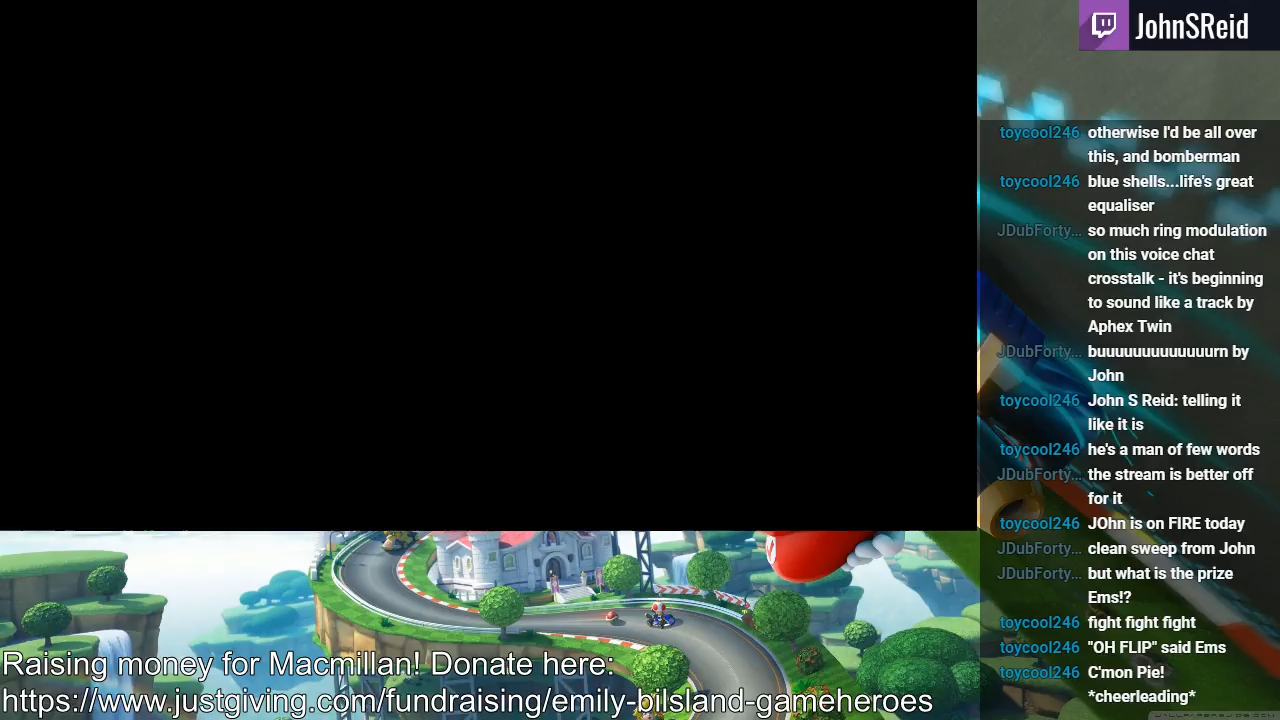 JohnSReid
toycool246 otherwise I'd be all over
this, and bomberman
toycool246 blue shells...life's great
equaliser
JDubForty... so much ring modulation
on this voice chat
crosstalk - it's beginning
to sound like a track by
Aphex Twin
JDubForty... buuuuuuuuuuuuurn by
John
toycool246 John S Reid: telling it
like it is
toycool246 he's a man of few words
JDubForty... the stream is better off
for it
toycool246 JOhn is on FIRE today
JDubForty... clean sweep from John
JDubForty... but what is the prize
Ems!?
toycool246 fight fight fight
toycool246 "OH FLIP" said Ems
toycool246 C'mon Pie!
*cheerleading*
Raising money for Macmillan! Donate here:
https://www.justgiving.com/fundraising/emily-bilsland-gameheroes